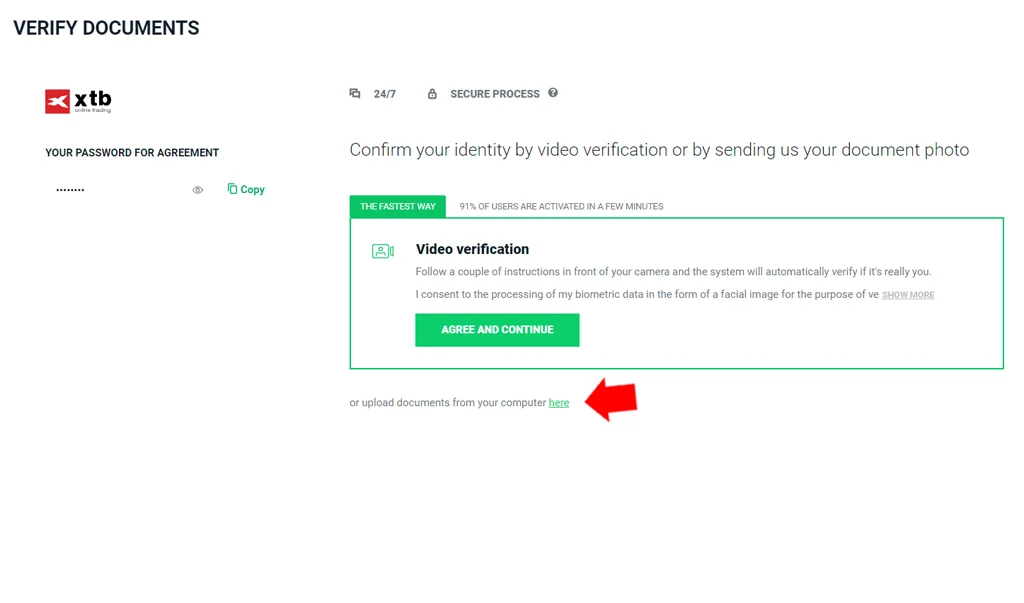 VERIFY DOCUMENTS
xtb
online trading
24/7
SECURE PROCESS
YOUR PASSWORD FOR AGREEMENT
Confirm your identity by video verification or by sending us your document photo
•••••••• Copy
THE FASTEST WAY
91% OF USERS ARE ACTIVATED IN A FEW MINUTES
Video verification
Follow a couple of instructions in front of your camera and the system will automatically verify if it's really you.
I consent to the processing of my biometric data in the form of a facial image for the purpose of ve SHOW MORE
AGREE AND CONTINUE
or upload documents from your computer here